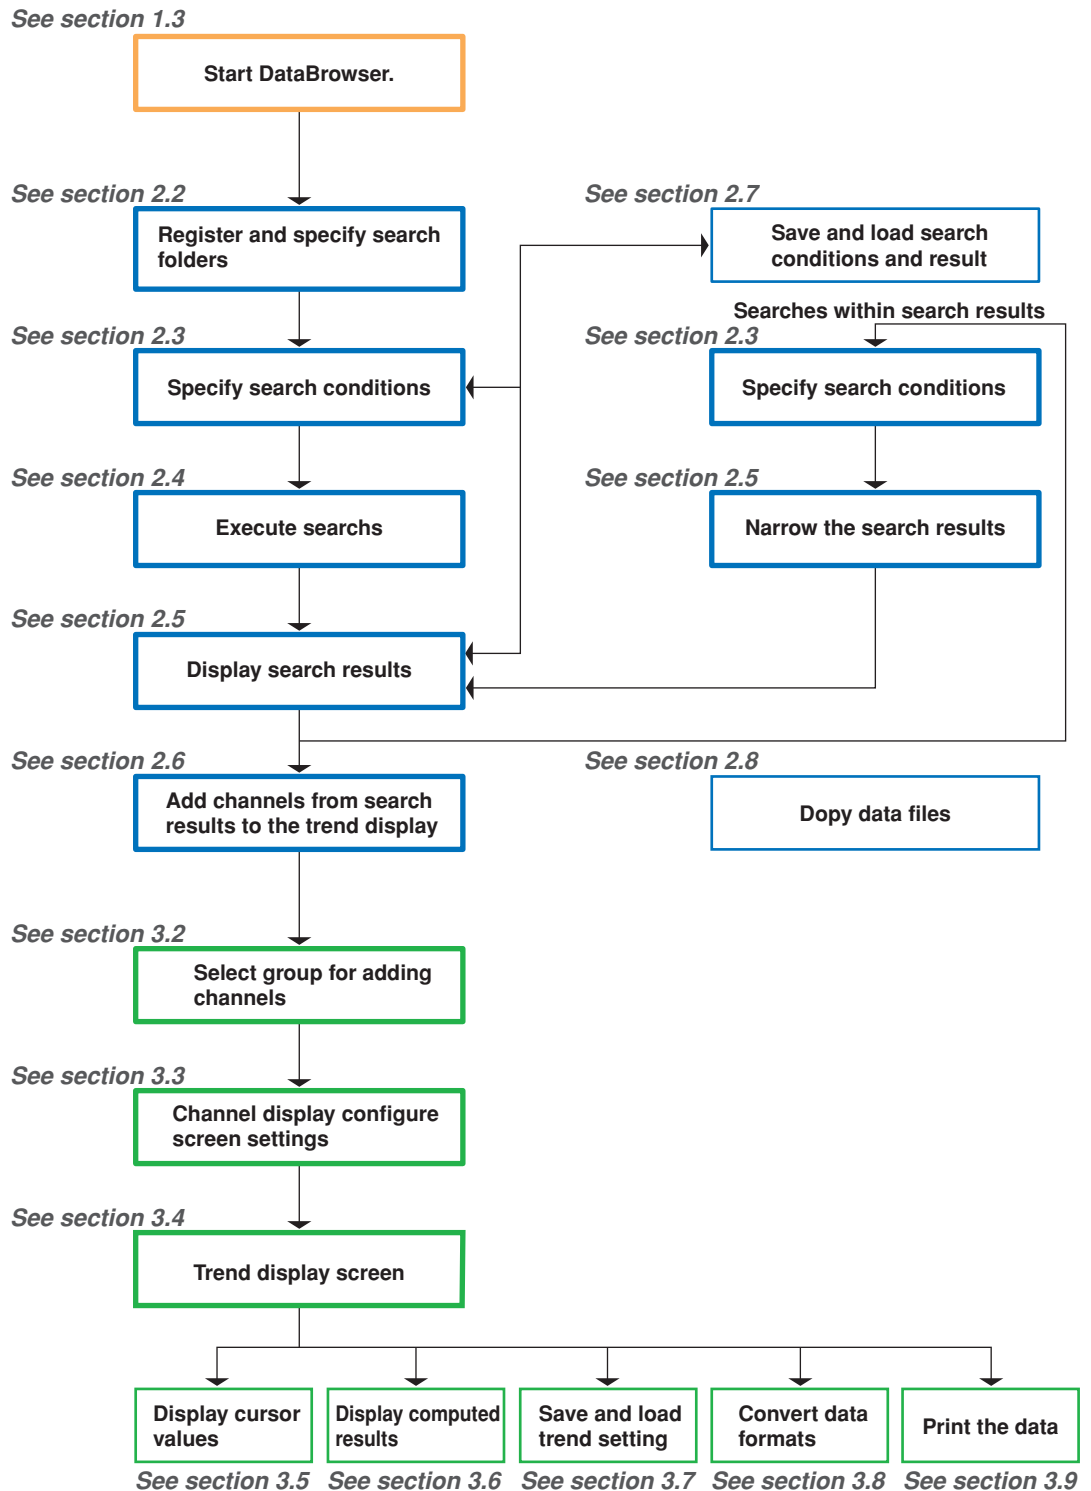 See section 1.3
Start DataBrowser.
See section 2.2
Register and specify search
folders
See section 2.7
Save and load search
conditions and result
Searches within search results
See section 2.3
Specify search conditions
See section 2.3
Specify search conditions
See section 2.4
Execute searchs
See section 2.5
Narrow the search results
See section 2.5
Display search results
See section 2.6
Add channels from search
results to the trend display
See section 2.8
Dopy data files
See section 3.2
Select group for adding
channels
See section 3.3
Channel display configure
screen settings
See section 3.4
Trend display screen
Display cursor
values
See section 3.5
Display computed
results
See section 3.6
Save and load
trend setting
See section 3.7
Convert data
formats
See section 3.8
Print the data
See section 3.9